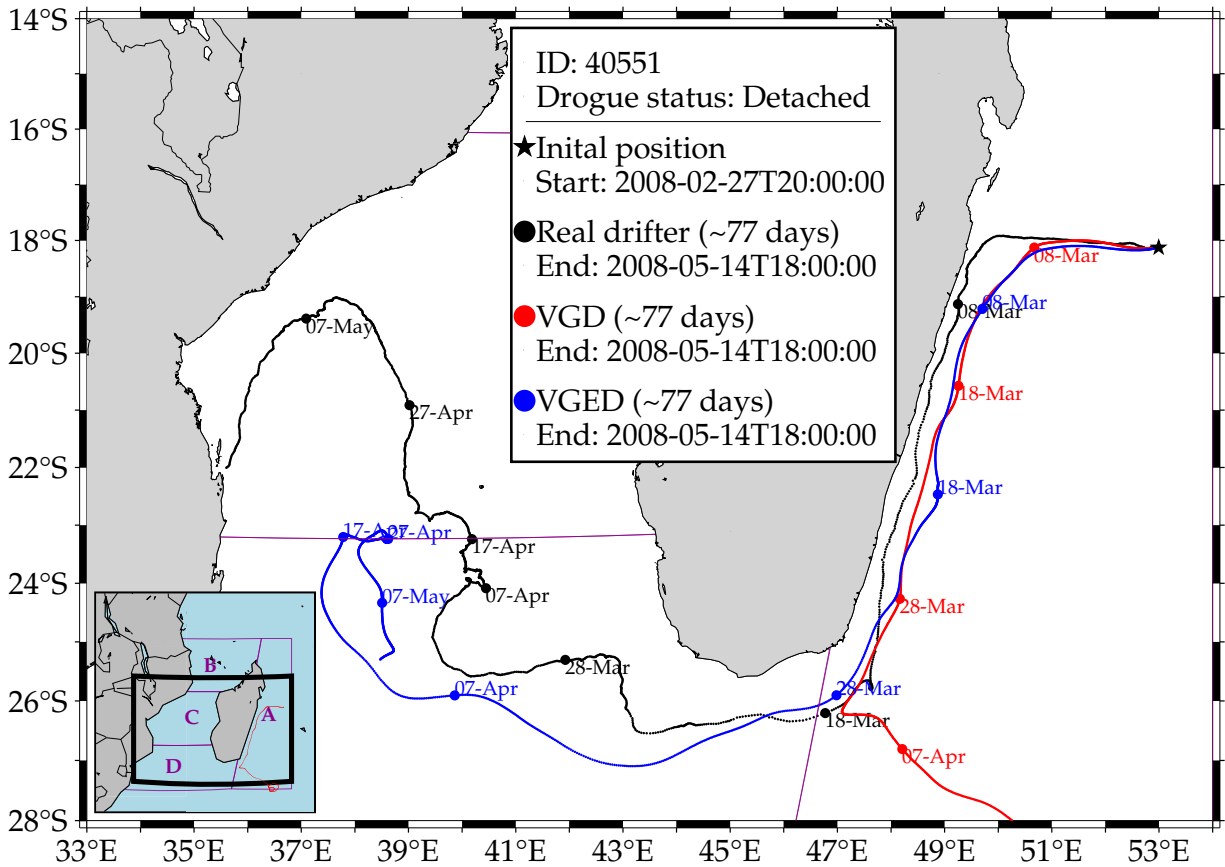 14°S
16°S
18°S
20°S
22°S
24°S
26°S
28°S
33°E
35°E
37°E
39°E
41°E
43°E
45°E
47°E
49°E
51°E
53°E
ID: 40551
Drogue status: Detached
Inital position
Start: 2008-02-27T20:00:00
Real drifter (~77 days)
End: 2008-05-14T18:00:00
VGD (~77 days)
End: 2008-05-14T18:00:00
VGED (~77 days)
End: 2008-05-14T18:00:00
08-Mar
08-Mar
08-Mar
07-May
18-Mar
27-Apr
18-Mar
17-Apr
27-Apr
17-Apr
07-Apr
07-May
28-Mar
28-Mar
07-Apr
28-Mar
18-Mar
07-Apr
B
A
C
D